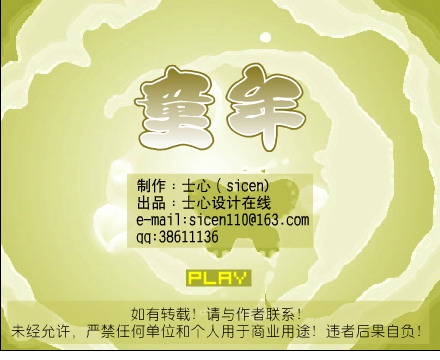 童年
制作：士心（sicen)
出品：士心设计在线
e-mail:sicen110@163.com
qq:38611136
PLAY
如有转载！请与作者联系！
未经允许，严禁任何单位和个人用于商业用途！违者后果自负！